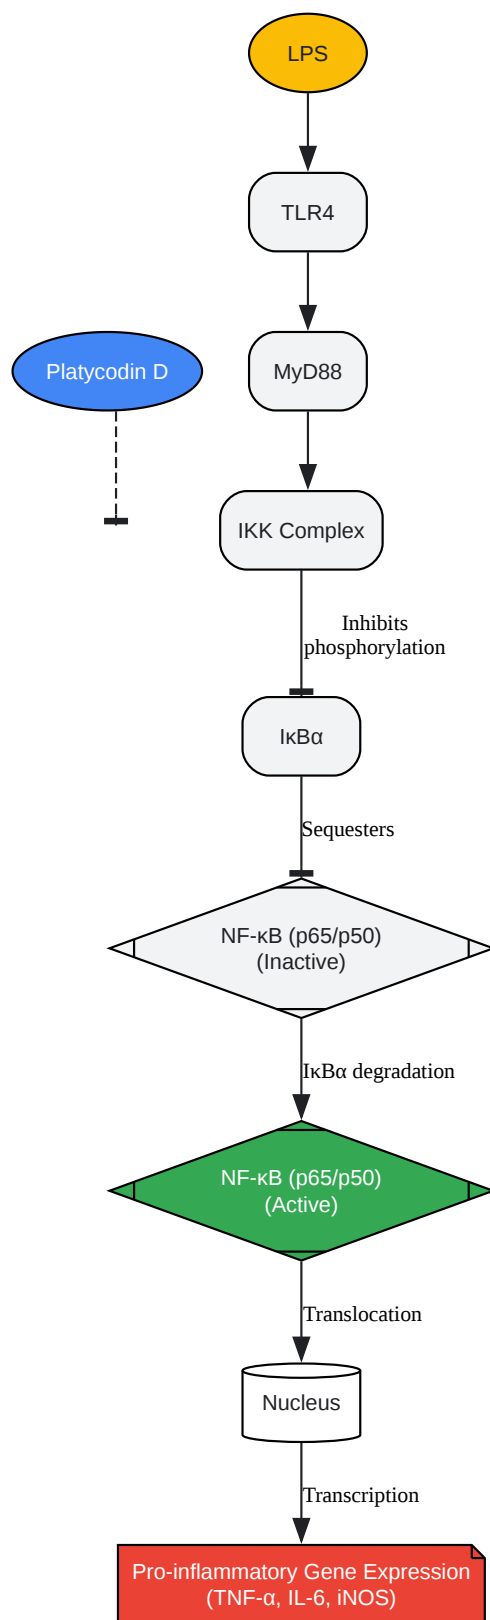 LPS
TLR4
Platycodin D
MyD88
IKK Complex
Inhibits
phosphorylation
IκBα
Sequesters
NF-κB (p65/p50)
(Inactive)
IκBα degradation
NF-κB (p65/p50)
(Active)
Translocation
Nucleus
Transcription
Pro-inflammatory Gene Expression
(TNF-α, IL-6, iNOS)